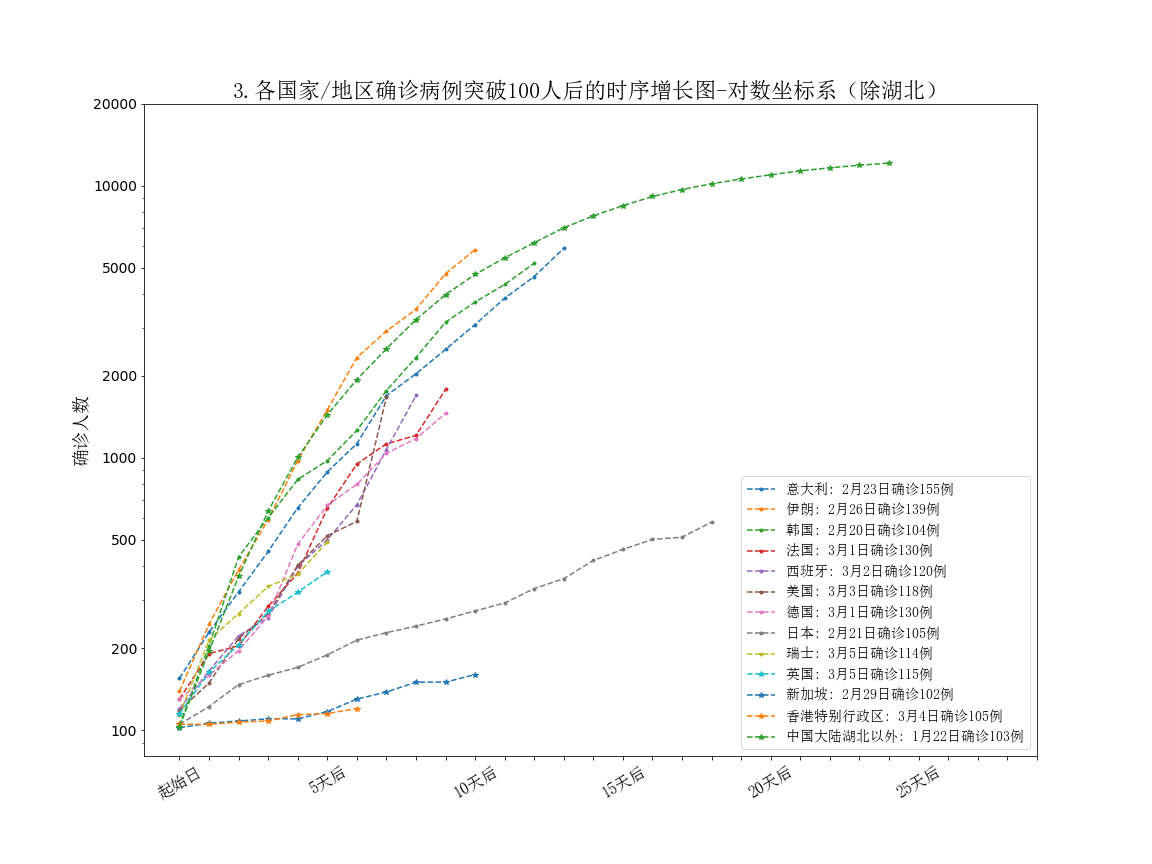 3.各国家/地区确诊病例突破100人后的时序增长图-对数坐标系（除湖北）
20000
10000
5000
2000
1000
500
200
100
确诊人数
意大利: 2月23日确诊155例
伊朗: 2月26日确诊139例
韩国: 2月20日确诊104例
法国: 3月1日确诊130例
西班牙: 3月2日确诊120例
美国: 3月3日确诊118例
德国: 3月1日确诊130例
日本: 2月21日确诊105例
瑞士: 3月5日确诊114例
英国: 3月5日确诊115例
新加坡: 2月29日确诊102例
香港特别行政区: 3月4日确诊105例
中国大陆湖北以外: 1月22日确诊103例
起始日
5天后
10天后
15天后
20天后
25天后